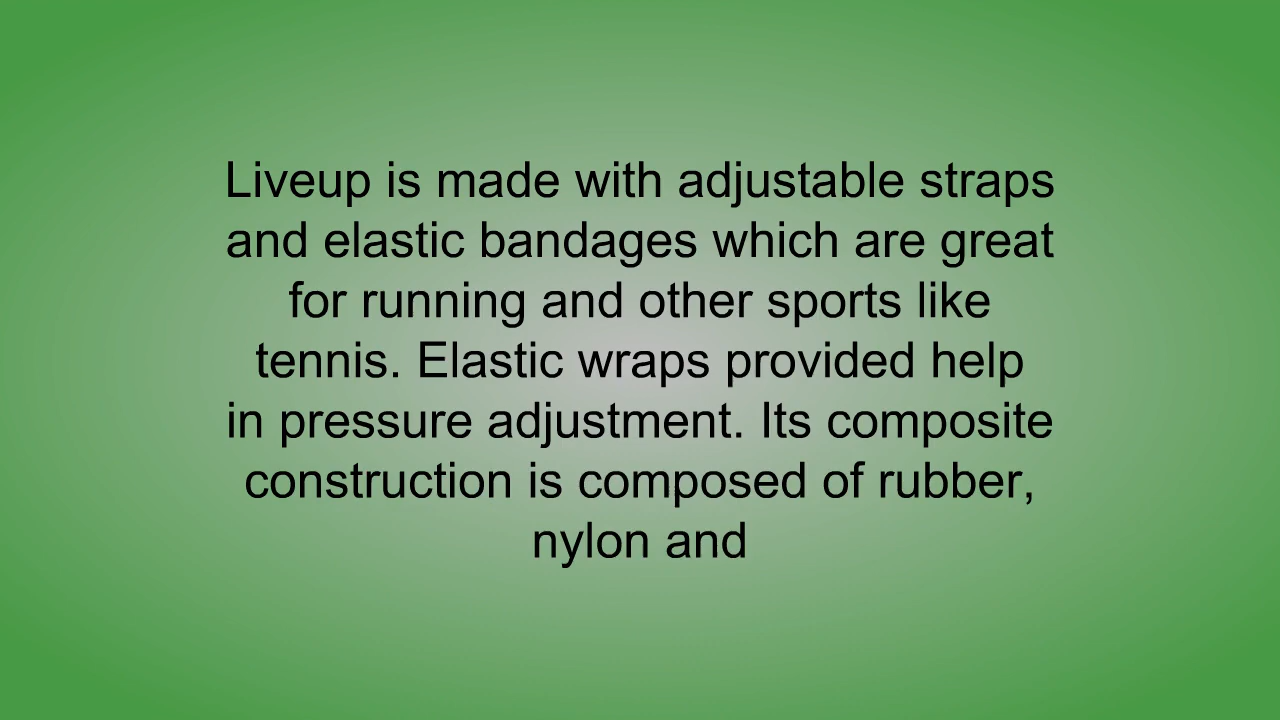 Liveup is made with adjustable straps
and elastic bandages which are great
for running and other sports like
tennis. Elastic wraps provided help
in pressure adjustment. Its composite
construction is composed of rubber,
nylon and